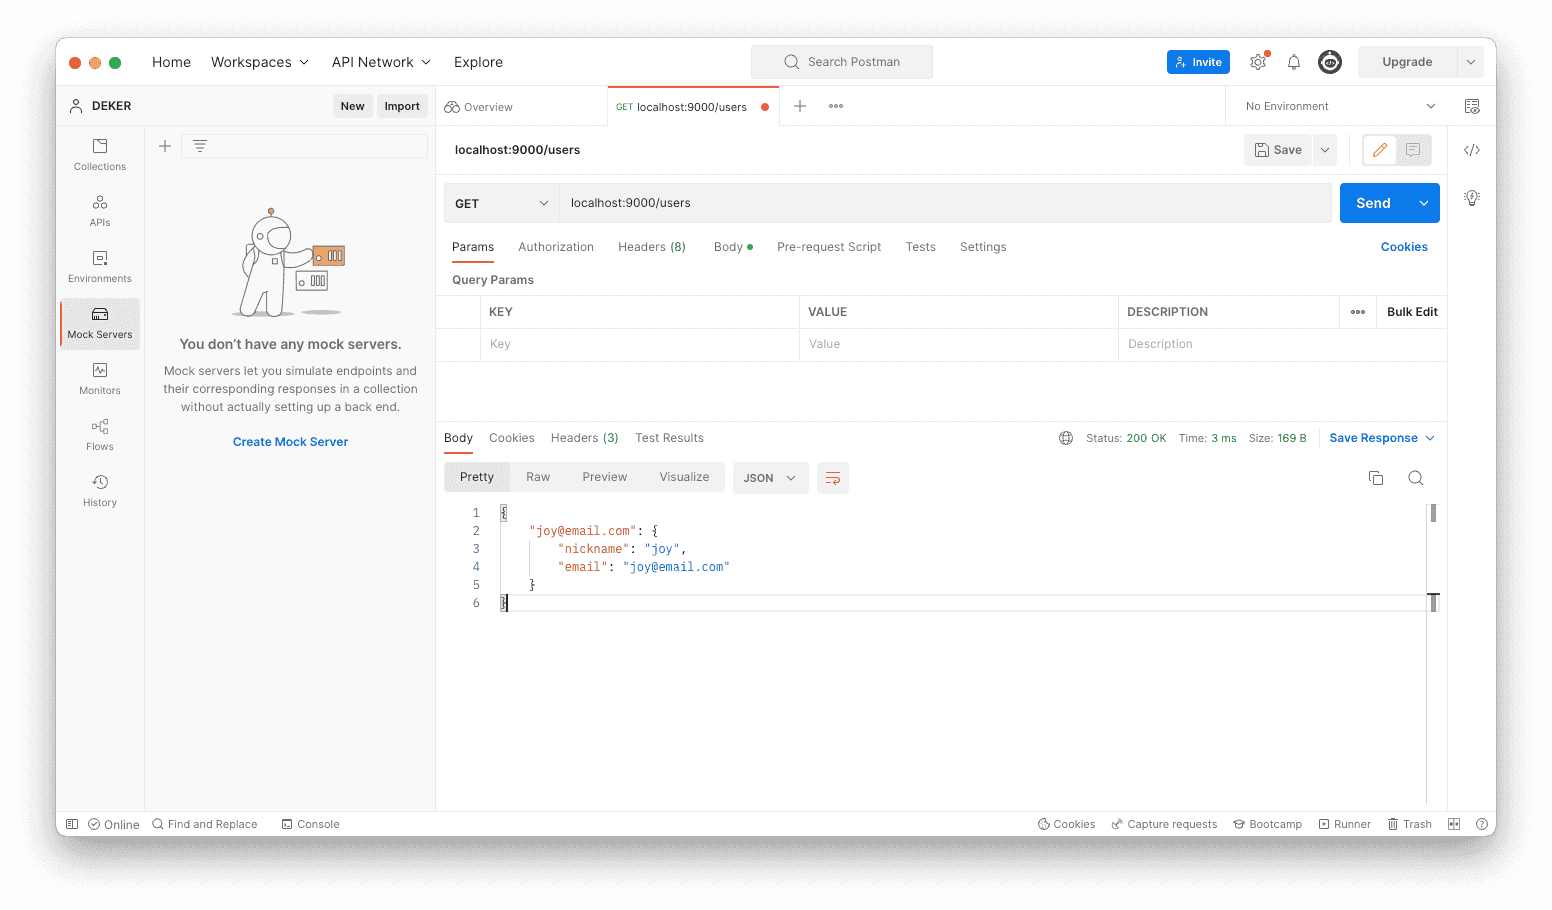 Home Workspaces API Network Explore Search Postman Invite Upgrade
DEKER New Import Overview GET localhost:9000/users No Environment
localhost:9000/users Save
GET localhost:9000/users Send
Params Authorization Headers (8) Body Pre-request Script Tests Settings Cookies
Query Params
KEY VALUE DESCRIPTION Bulk Edit
Key Value Description
Collections
APIs
Environments
Mock Servers
Monitors
Flows
History
You don’t have any mock servers.
Mock servers let you simulate endpoints and
their corresponding responses in a collection
without actually setting up a back end.
Create Mock Server
Body Cookies Headers (3) Test Results Status: 200 OK Time: 3 ms Size: 169 B Save Response
Pretty Raw Preview Visualize JSON
1 {
2 "joy@email.com": {
3 "nickname": "joy",
4 "email": "joy@email.com"
5 }
6 }
Online Find and Replace Console Cookies Capture requests Bootcamp Runner Trash